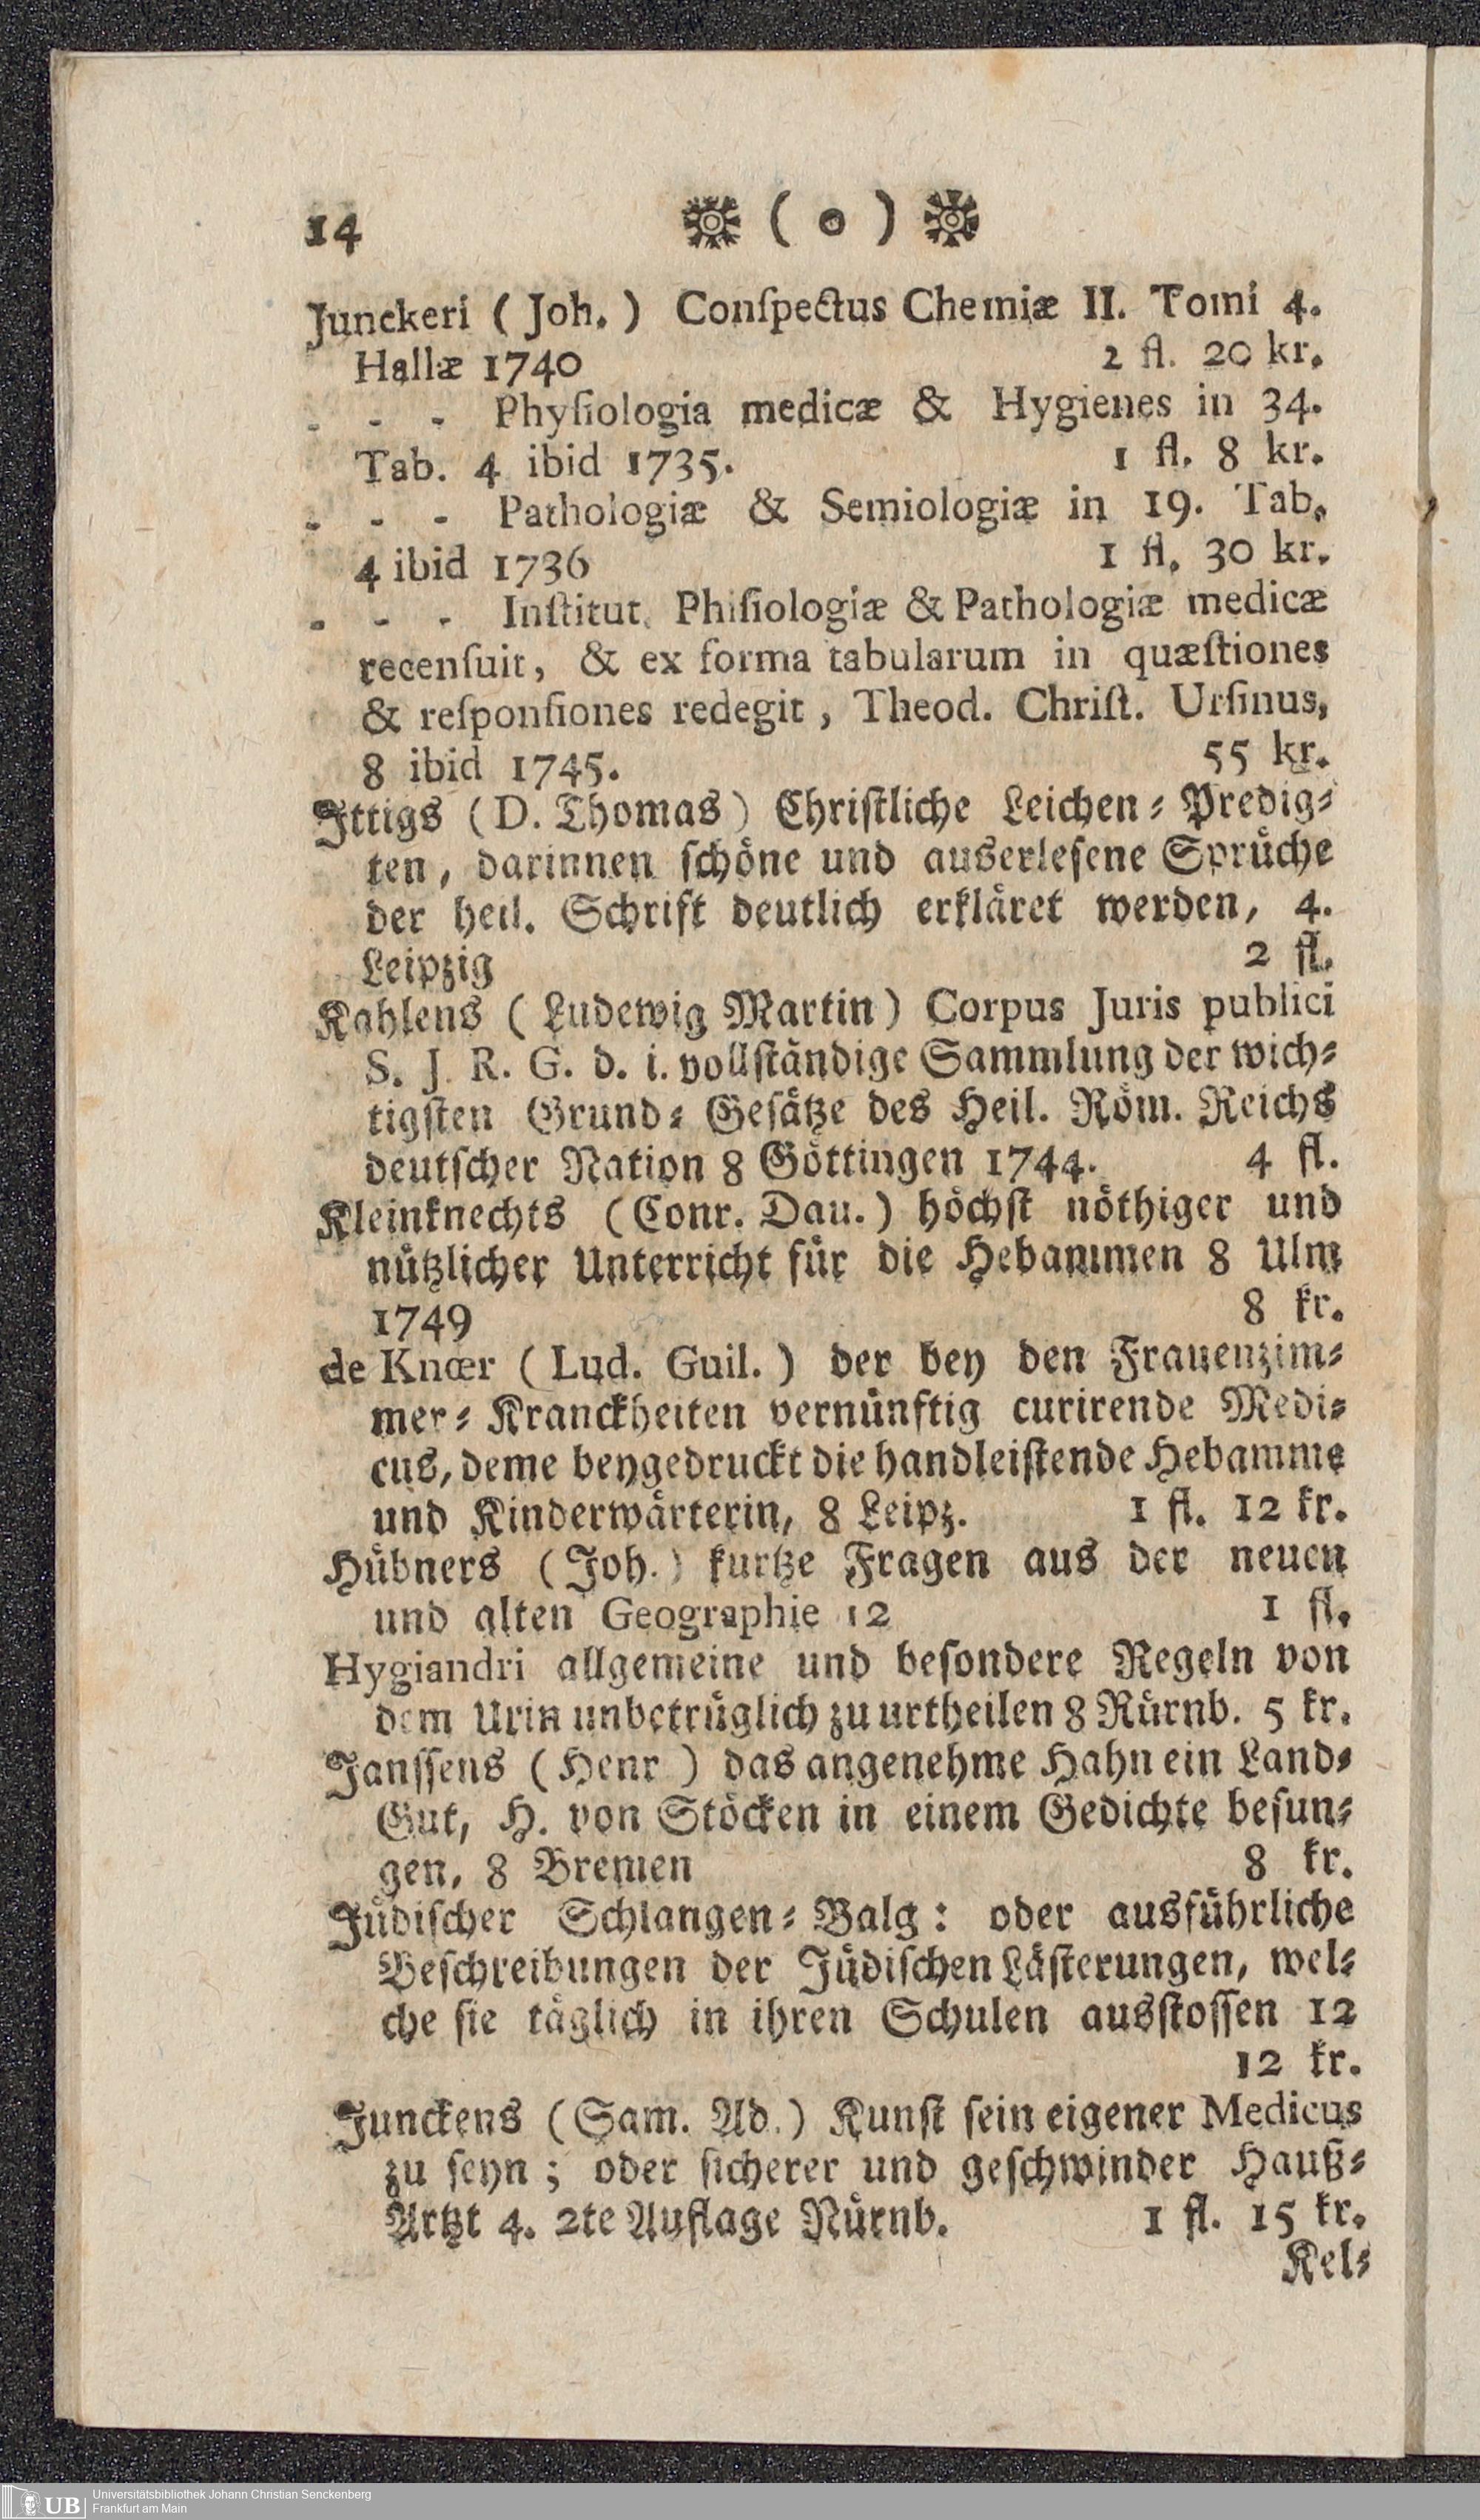 14 ❊ ( o ) ❊
Junckeri ( Joh. ) Conſpectus Chemiæ II. Tomi 4.
Hallæ 1740 2 fl. 20 kr.
- - - Phyſiologia medicæ & Hygienes in 34.
Tab. 4 ibid 1735. 1 fl. 8 kr.
- - - Pathologiæ & Semiologiæ in 19. Tab.
4 ibid 1736 1 fl. 30 kr.
- - - Inſtitut. Phiſiologiæ & Pathologiæ medicæ
recenſuit, & ex forma tabularum in quæſtiones
& reſponſiones redegit, Theod. Chriſt. Urſinus,
8 ibid 1745. 55 kr.
Ittigs (D. Thomas) Chriſtliche Leichen⸗Predig⸗
ten, darinnen ſchöne und auserleſene Sprüche
der heil. Schrift deutlich erkläret werden, 4.
Leipzig 2 fl.
Kahlens (Ludewig Martin) Corpus Juris publici
S. J. R. G. d. i. vollſtändige Sammlung der wich⸗
tigſten Grund⸗Geſätze des Heil. Röm. Reichs
deutſcher Nation 8 Göttingen 1744. 4 fl.
Kleinknechts (Conr. Dau.) höchſt nöthiger und
nützlicher Unterricht für die Hebammen 8 Ulm
1749 8 kr.
de Knœr (Lud. Guil.) der bey den Frauenzim⸗
mer⸗Kranckheiten vernünftig curirende Medi⸗
cus, deme beygedruckt die handleiſtende Hebamme
und Kinderwärterin, 8 Leipz. 1 fl. 12 kr.
Hübners (Joh.) kurtze Fragen aus der neuen
und alten Geographie 12 1 fl.
Hygiandri allgemeine und beſondere Regeln von
dem Urin unbetrüglich zu urtheilen 8 Nürnb. 5 kr.
Janſſens (Henr ) das angenehme Hahn ein Land⸗
Gut, H. von Stöcken in einem Gedichte beſun⸗
gen, 8 Bremen 8 kr.
Jüdiſcher Schlangen⸗Balg: oder ausführliche
Beſchreibungen der Jüdiſchen Läſterungen, wel⸗
che ſie täglich in ihren Schulen ausſtoſſen 12
12 kr.
Junckens (Sam. Ad.) Kunſt ſein eigener Medicus
zu ſeyn; oder ſicherer und geſchwinder Hauß⸗
Artzt 4. 2te Auflage Nürnb. 1 fl. 15 kr.
Kel⸗
UB Universitätsbibliothek Johann Christian Senckenberg
Frankfurt am Main